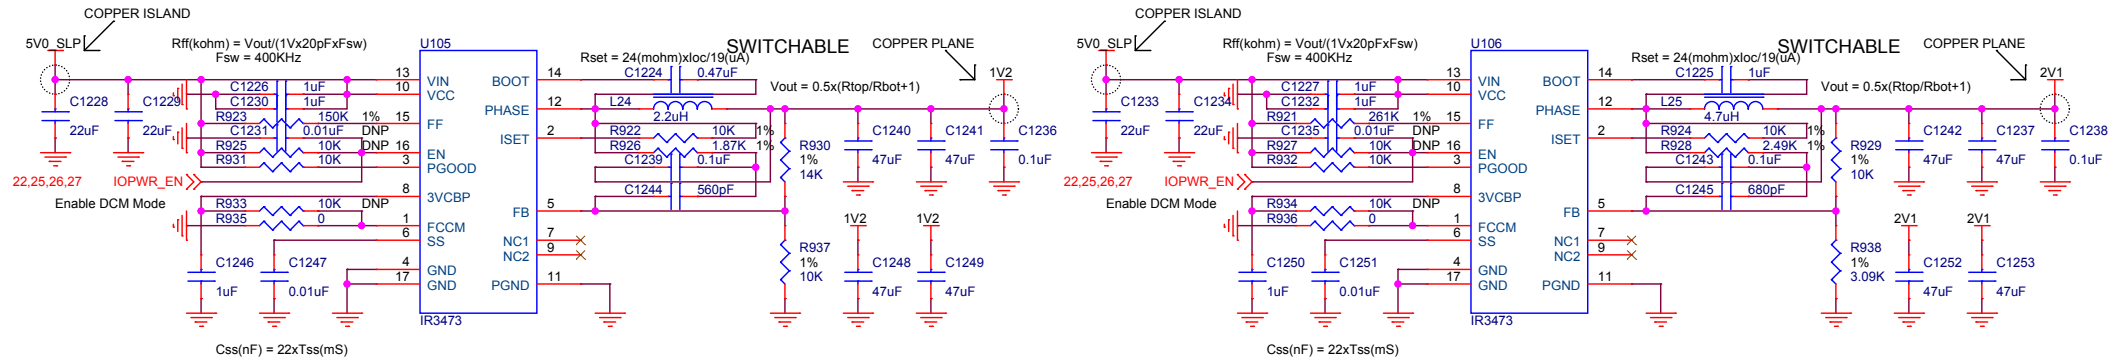 COPPER ISLAND
5V0_SLP
Rff(kohm) = Vout/(1Vx20pFxFsw)
Fsw = 400KHz
U105
SWITCHABLE
COPPER PLANE
Rset = 24(mohm)xIoc/19(uA)
1V2
Vout = 0.5x(Rtop/Rbot+1)
C1228
22uF
C1229
22uF
C1226 1uF
C1230 1uF
R923 150K 1%
C1231 0.01uF DNP
R925 10K DNP
R931 10K
22,25,26,27
IOPWR_EN
Enable DCM Mode
R933 10K DNP
R935 0
C1246
1uF
C1247
0.01uF
13 VIN
10 VCC
15 FF
16 EN
3 PGOOD
8 3VCBP
1 FCCM
6 SS
4 GND
17 GND
BOOT 14
PHASE 12
ISET 2
FB 5
NC1 7
NC2 9
PGND 11
IR3473
C1224 0.47uF
L24
2.2uH
R922 10K 1%
R926 1.87K 1%
C1239 0.1uF
C1244 560pF
R930
1%
14K
R937
1%
10K
C1240
47uF
C1241
47uF
C1236
0.1uF
1V2
1V2
C1248
47uF
C1249
47uF
Css(nF) = 22xTss(mS)
COPPER ISLAND
5V0_SLP
Rff(kohm) = Vout/(1Vx20pFxFsw)
Fsw = 400KHz
U106
SWITCHABLE
COPPER PLANE
Rset = 24(mohm)xIoc/19(uA)
2V1
Vout = 0.5x(Rtop/Rbot+1)
C1233
22uF
C1234
22uF
C1227 1uF
C1232 1uF
R921 261K 1%
C1235 0.01uF DNP
R927 10K DNP
R932 10K
22,25,26,27
IOPWR_EN
Enable DCM Mode
R934 10K DNP
R936 0
C1250
1uF
C1251
0.01uF
13 VIN
10 VCC
15 FF
16 EN
3 PGOOD
8 3VCBP
1 FCCM
6 SS
4 GND
17 GND
BOOT 14
PHASE 12
ISET 2
FB 5
NC1 7
NC2 9
PGND 11
IR3473
C1225 1uF
L25
4.7uH
R924 10K 1%
R928 2.49K 1%
C1243 0.1uF
C1245 680pF
R929
1%
10K
R938
1%
3.09K
C1242
47uF
C1237
47uF
C1238
0.1uF
2V1
2V1
C1252
47uF
C1253
47uF
Css(nF) = 22xTss(mS)